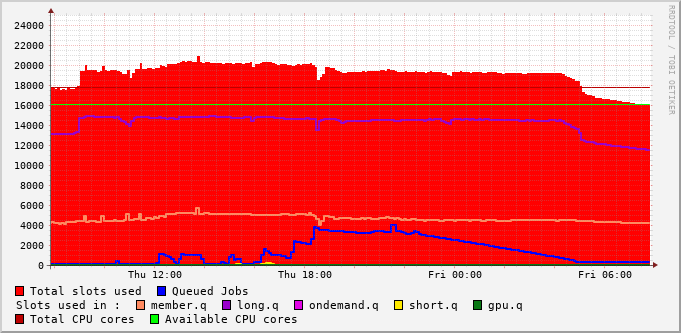 RRDTOOL / TOBI OETIKER
24000
22000
20000
18000
16000
14000
12000
10000
8000
6000
4000
2000
0
Thu 12:00 Thu 18:00 Fri 00:00 Fri 06:00
Total slots used Queued Jobs
Slots used in : member.q long.q ondemand.q short.q gpu.q
Total CPU cores Available CPU cores